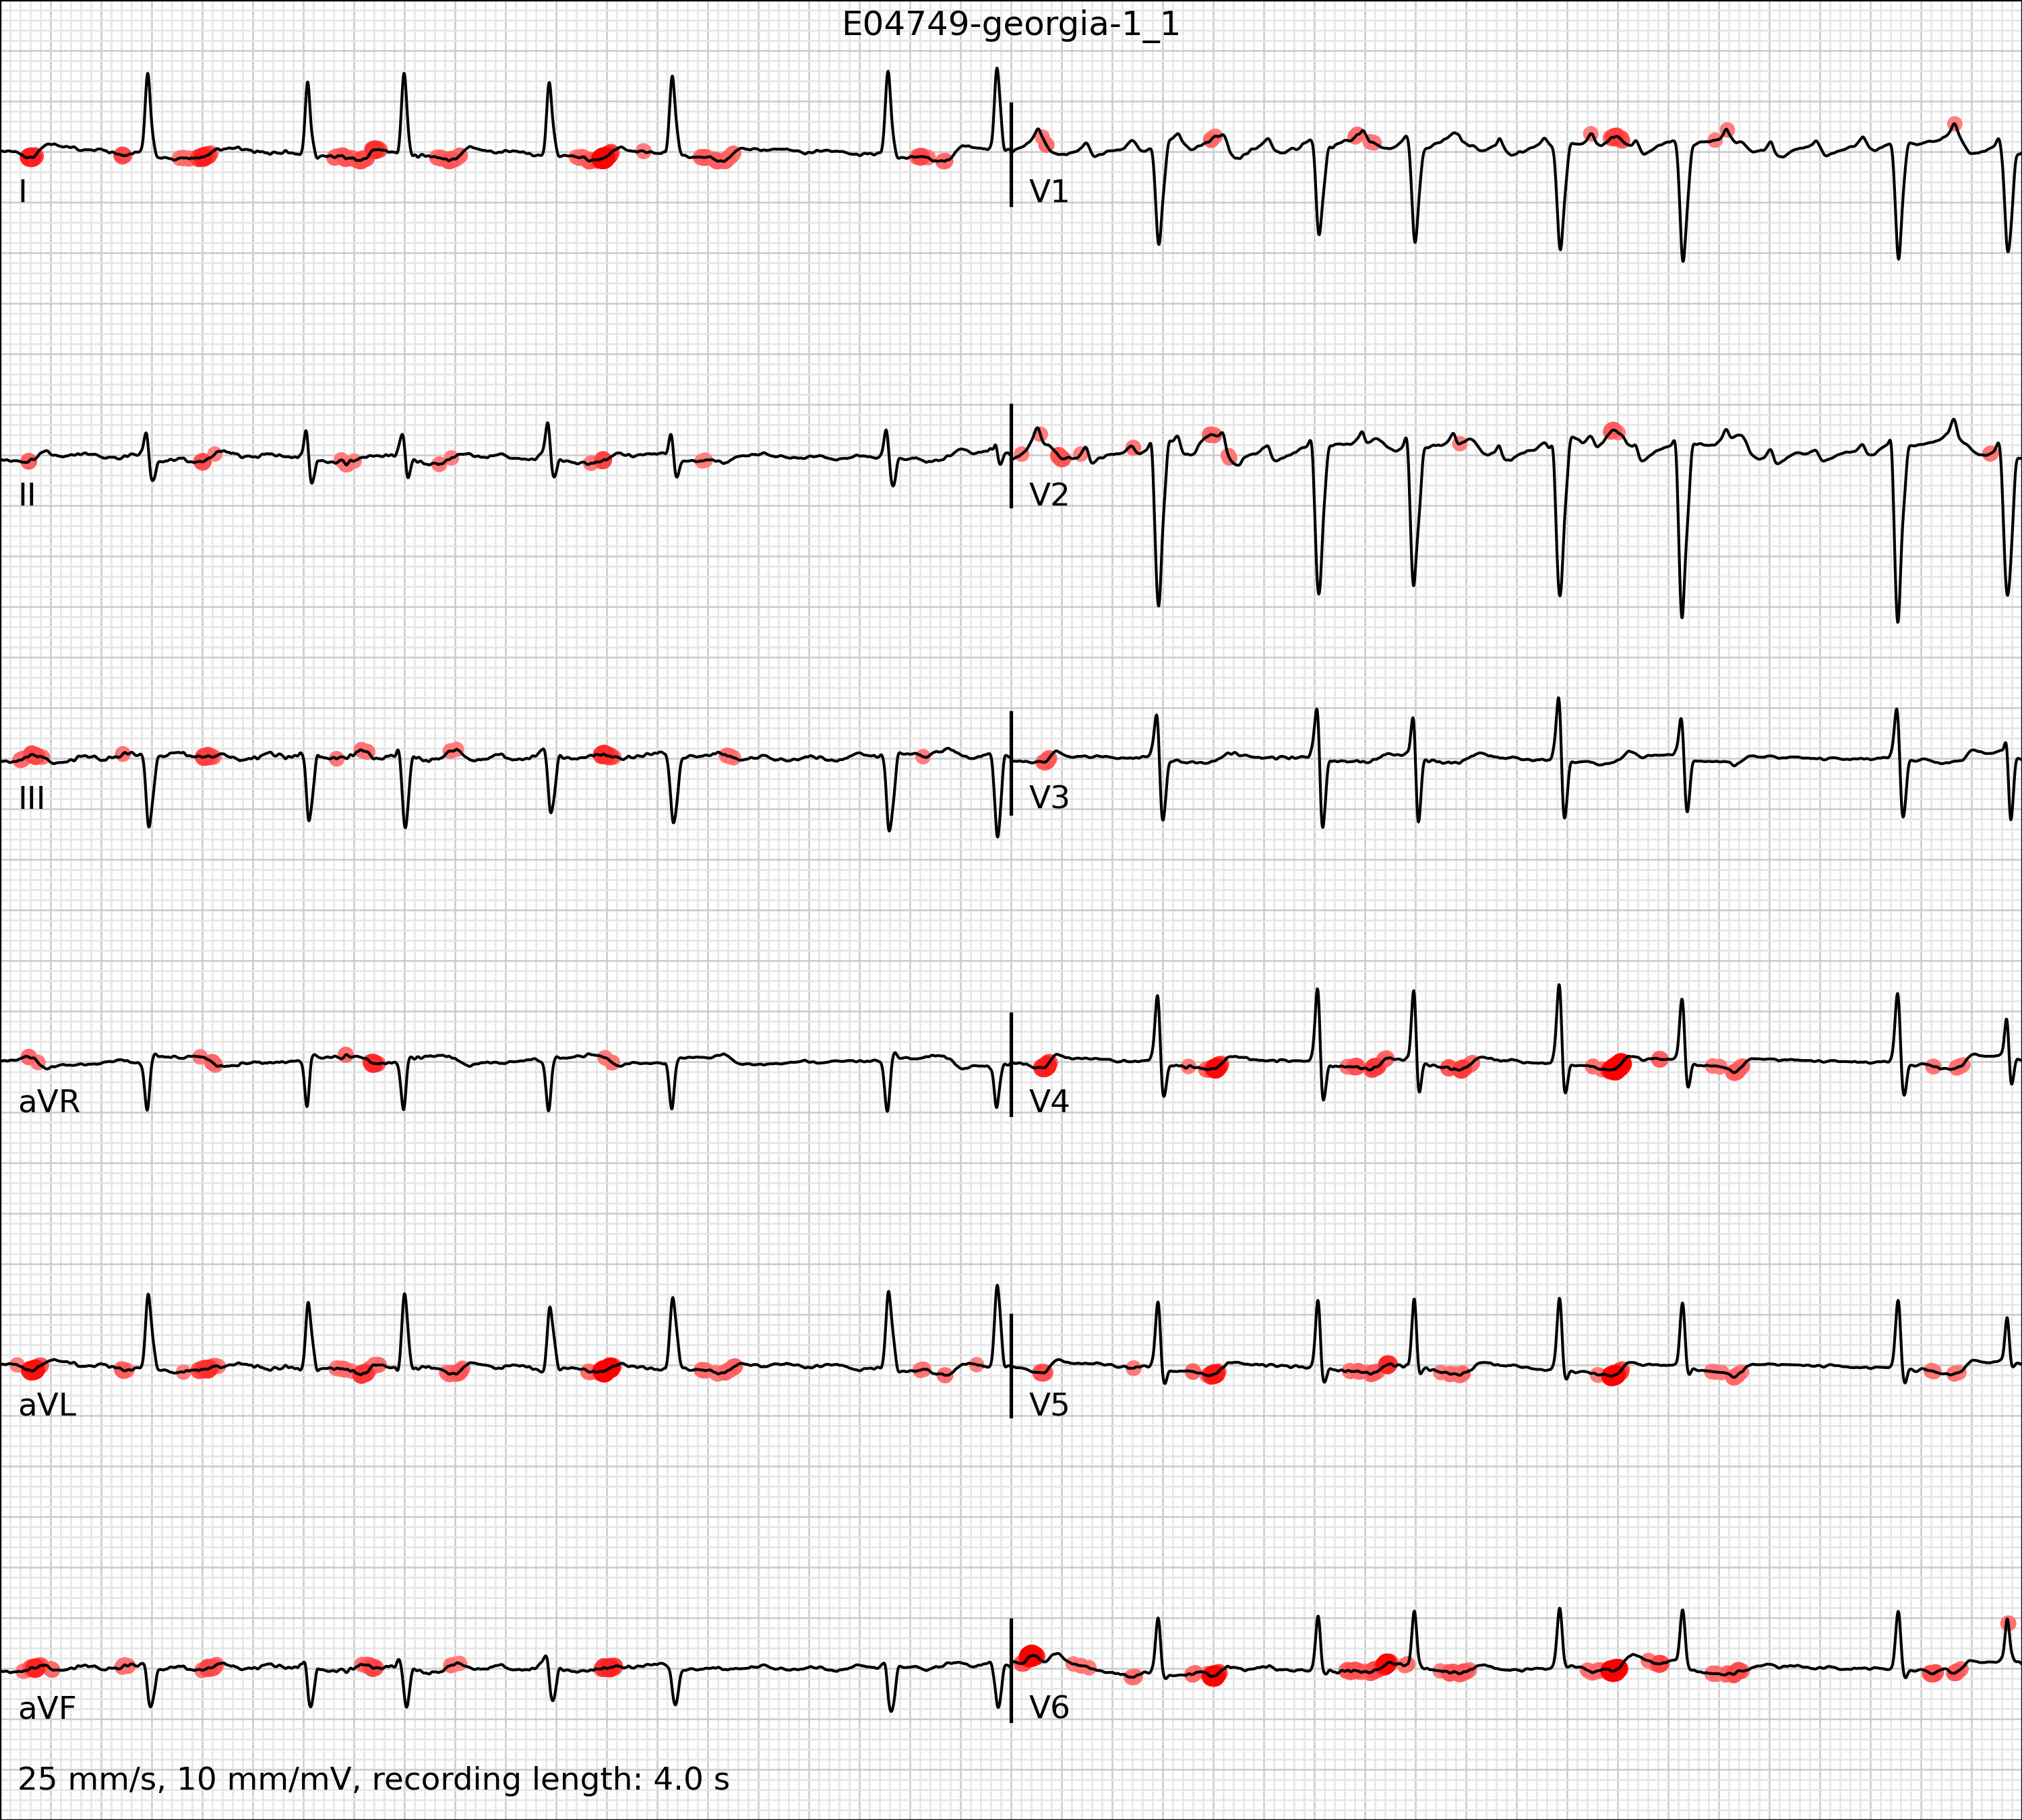 E04749-georgia-1_1
I
V1
II
V2
III
V3
aVR
V4
aVL
V5
aVF
V6
25 mm/s, 10 mm/mV, recording length: 4.0 s